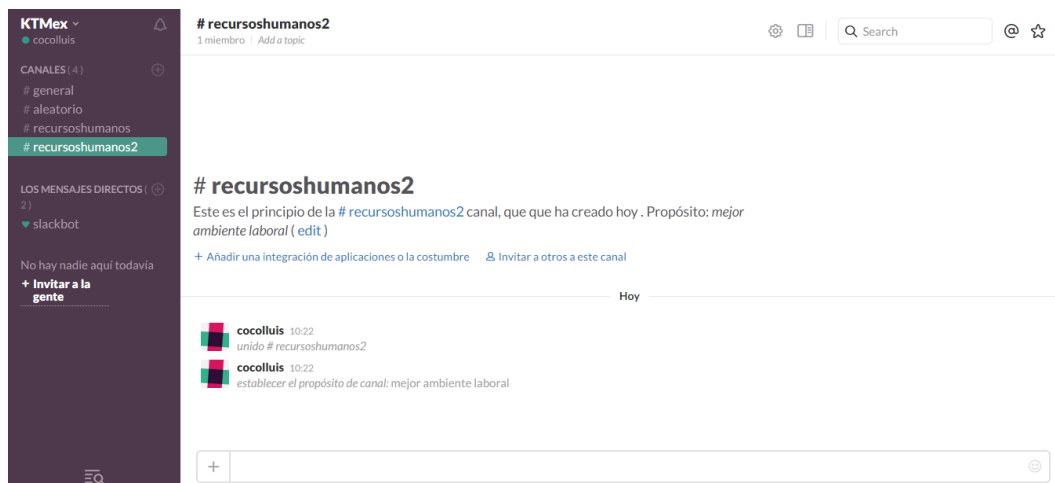 KTMex
cocolluis
CANALES (4)
# general
# aleatorio
# recursoshumanos
# recursoshumanos2
LOS MENSAJES DIRECTOS (
2)
slackbot
No hay nadie aquí todavía
+ Invitar a la
gente
# recursoshumanos2
1 miembro | Add a topic
Search
# recursoshumanos2
Este es el principio de la # recursoshumanos2 canal, que que ha creado hoy . Propósito: mejor
ambiente laboral ( edit )
+ Añadir una integración de aplicaciones o la costumbre Invitar a otros a este canal
Hoy
cocolluis 10:22
unido # recursoshumanos2
cocolluis 10:22
establecer el propósito de canal: mejor ambiente laboral